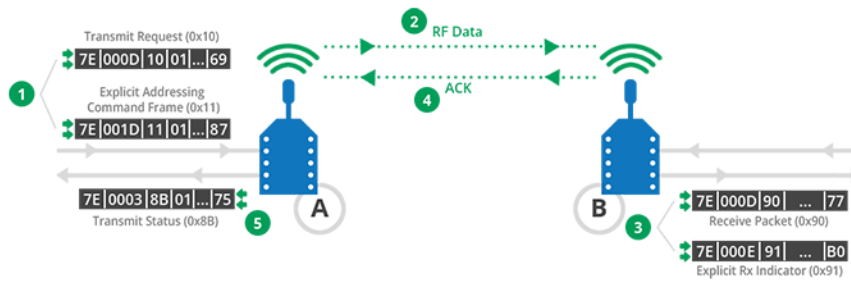 Transmit Request (0x10)
7E|000D|10|01|...|69
1
Explicit Addressing
Command Frame (0x11)
7E|001D|11|01|...|87
2
RF Data
4
ACK
7E|0003|8B|01|...|75
Transmit Status (0x8B)
5
A
B
3
7E|000D|90| ... |77
Receive Packet (0x90)
7E|000E|91| ... |B0
Explicit Rx Indicator (0x91)